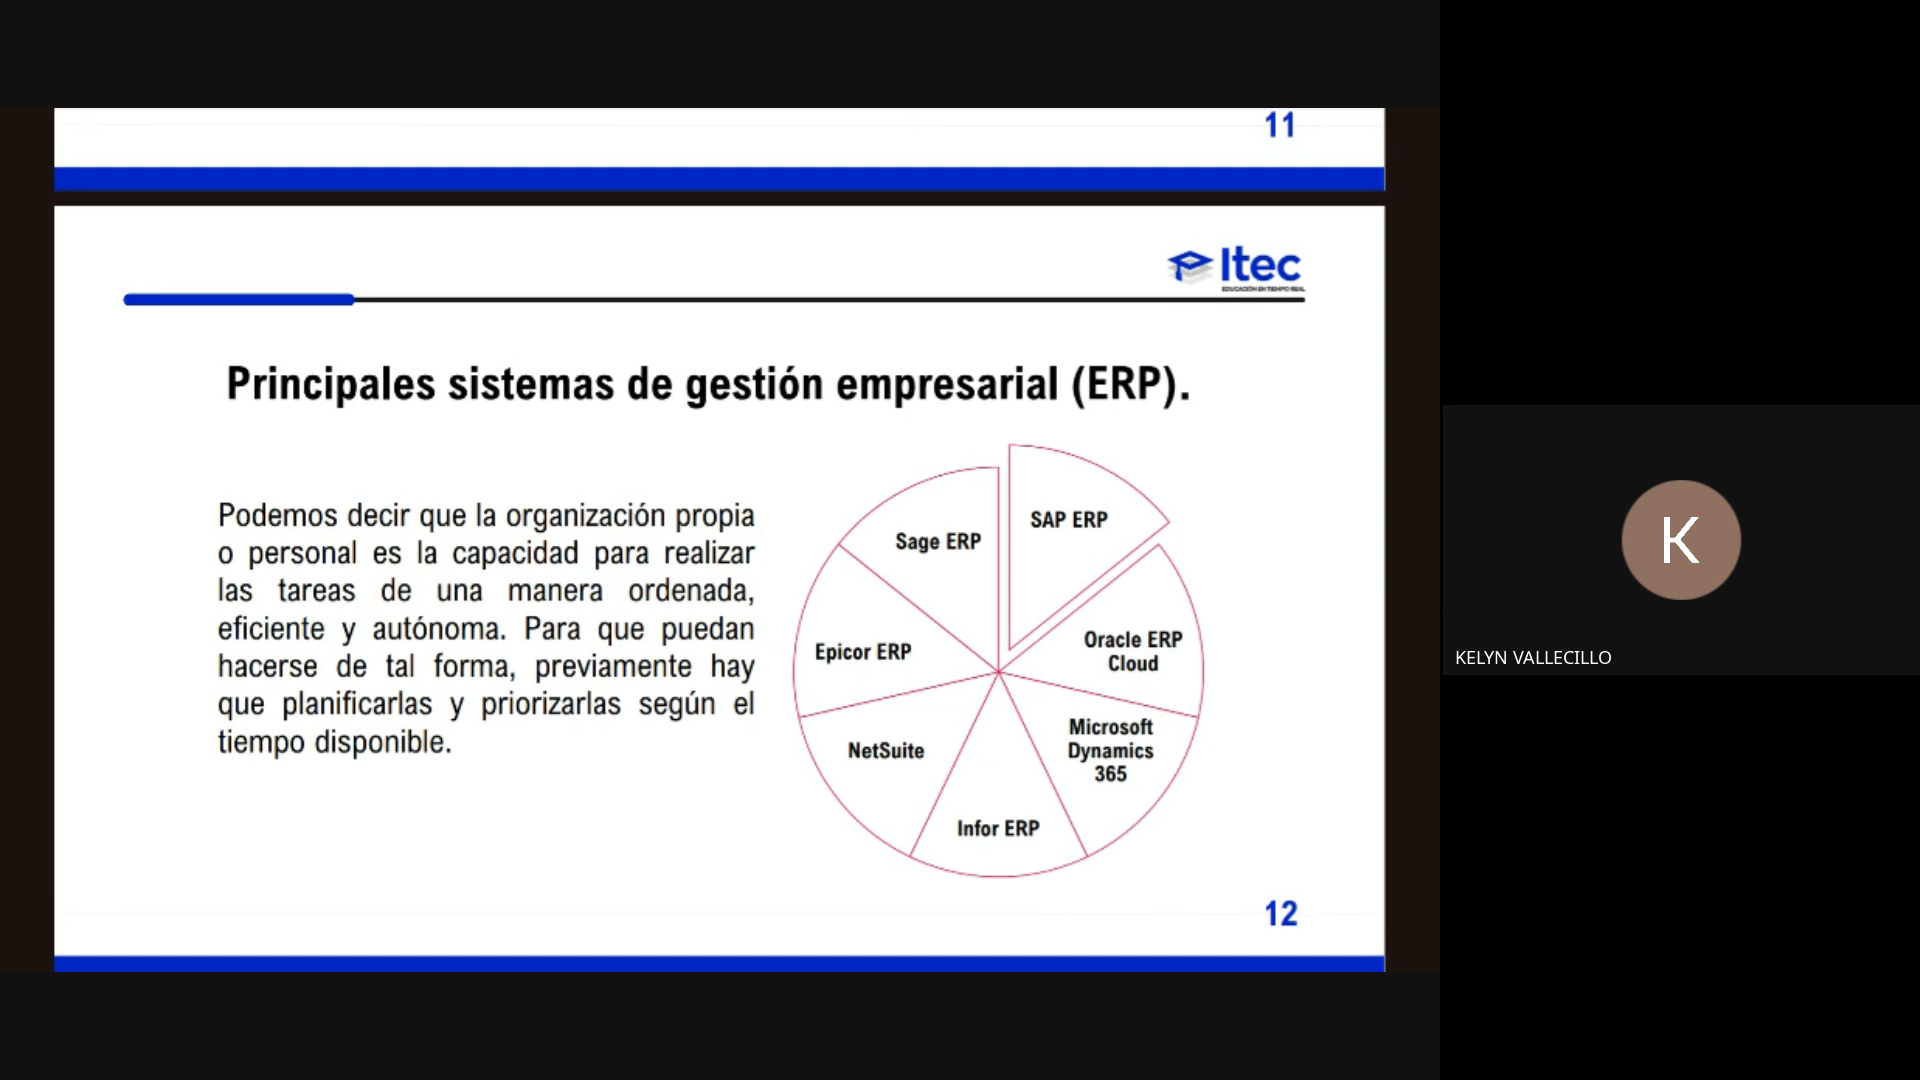 11
Itec
EDUCACIÓN EN TIEMPO REAL
Principales sistemas de gestión empresarial (ERP).
Podemos decir que la organización propia
o personal es la capacidad para realizar
las tareas de una manera ordenada,
eficiente y autónoma. Para que puedan
hacerse de tal forma, previamente hay
que planificarlas y priorizarlas según el
tiempo disponible.
SAP ERP
Oracle ERP
Cloud
Microsoft
Dynamics
365
Infor ERP
NetSuite
Epicor ERP
Sage ERP
12
K
KELYN VALLECILLO